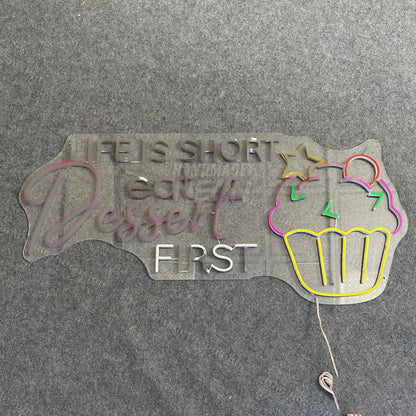 LIFE IS SHORT
eat
Dessert
FIRST